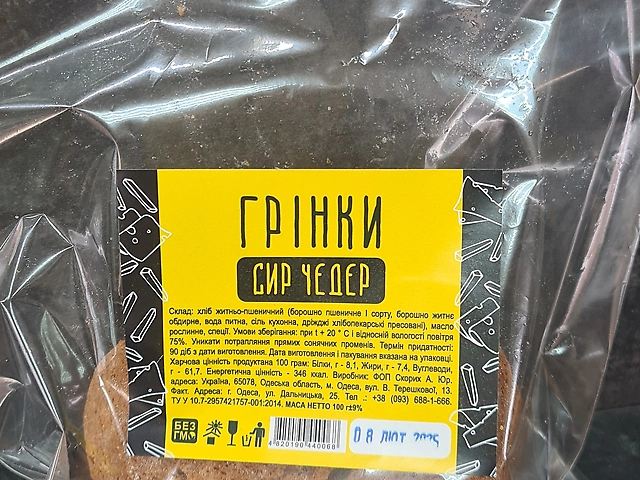 ГРІНКИ
СИР ЧЕДЕР
Склад: хліб житньо-пшеничний (борошно пшеничне І сорту, борошно житнє
обдирне, вода питна, сіль кухонна, дріжджі хлібопекарські пресовані), масло
рослинне, спеції. Умови зберігання: при t + 20 ° С і відносній вологості повітря
75%. Уникати потрапляння прямих сонячних променів. Термін придатності:
90 діб з дати виготовлення. Дата виготовлення і пакування вказана на упаковці.
Харчова цінність продуктана 100 грам: Білки, г - 8,1, Жири, г - 7,4, Вуглеводи,
г - 61,7. Енергетична цінність - 346 ккал. Виробник: ФОП Скорих А. Юр.
адреса: Україна, 65078, Одеська область, м. Одеса, вул. В. Терешкової, 13.
Факт. Адреса: г. Одеса, ул. Дальницька, 25. Тел .: +38 (093) 688-1-666.
ТУ У 10.7-2957421757-001:2014. МАСА НЕТТО 100 г±9%
БЕЗ
ГМО
4 820190 440068
08 ЛЮТ 2025